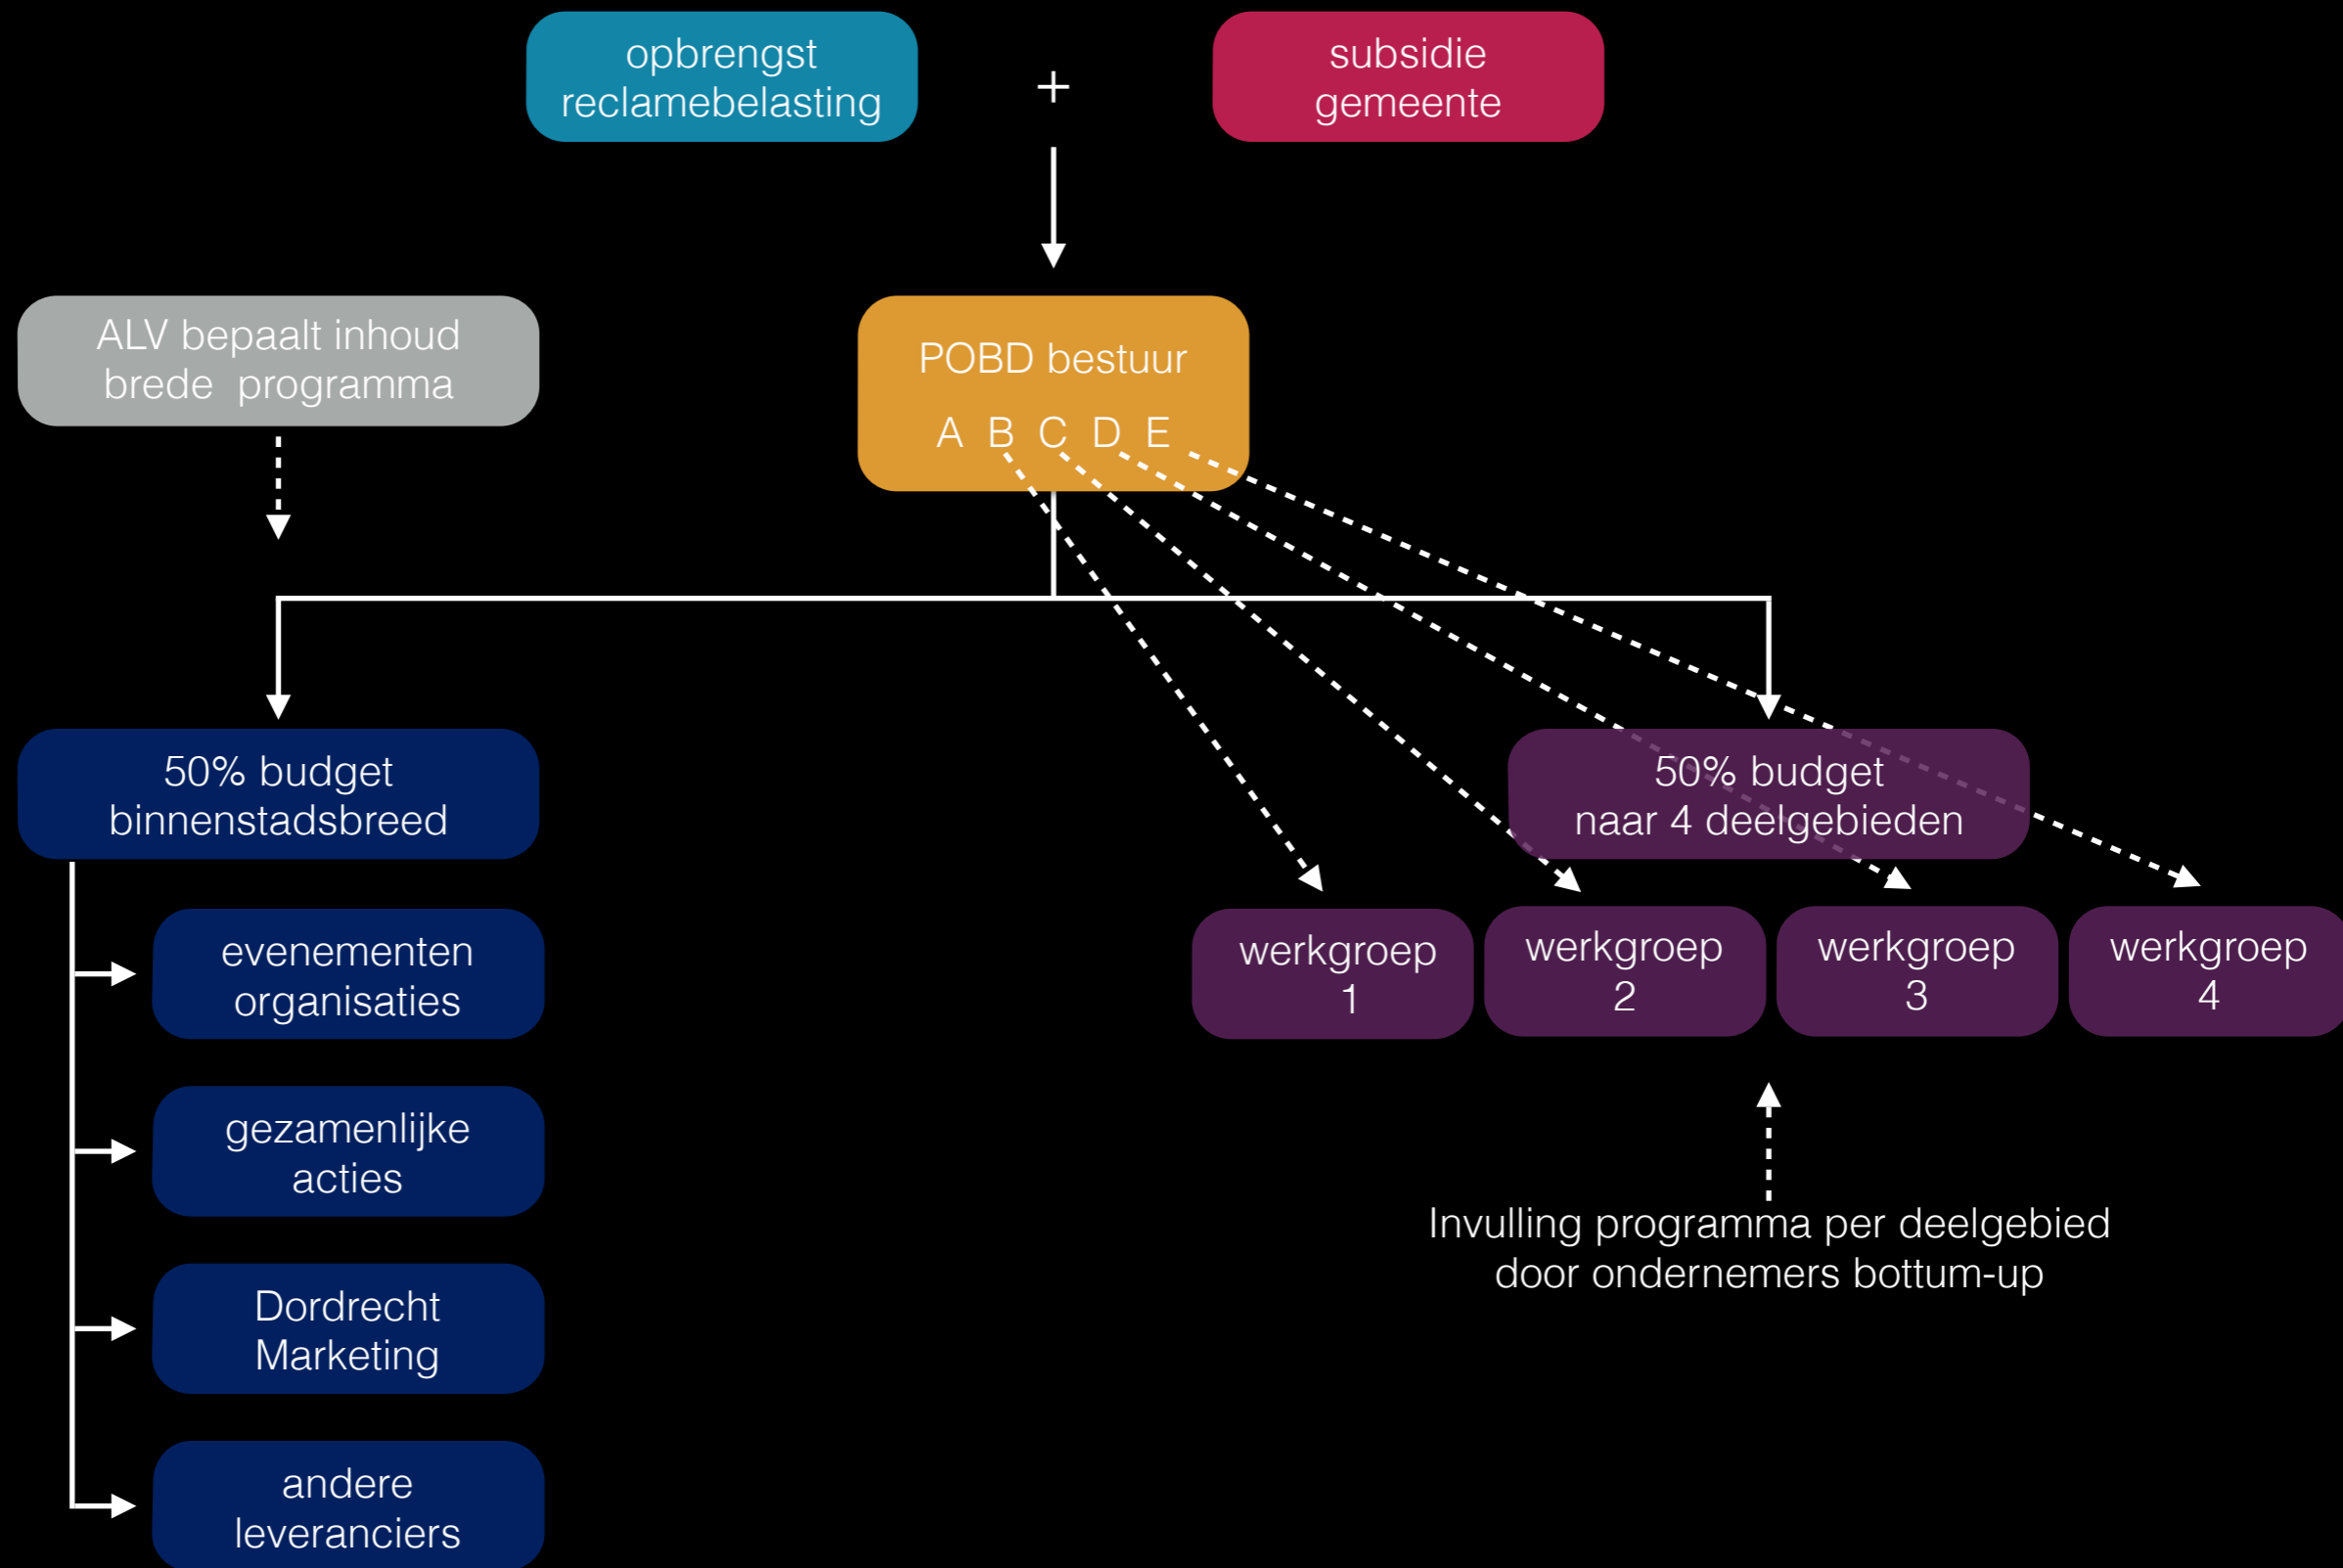 opbrengst
reclamebelasting
+
subsidie
gemeente
ALV bepaalt inhoud
brede programma
POBD bestuur
A B C D E
50% budget
binnenstadsbreed
50% budget
naar 4 deelgebieden
evenementen
organisaties
gezamenlijke
acties
Dordrecht
Marketing
andere
leveranciers
werkgroep
1
werkgroep
2
werkgroep
3
werkgroep
4
Invulling programma per deelgebied
door ondernemers bottum-up